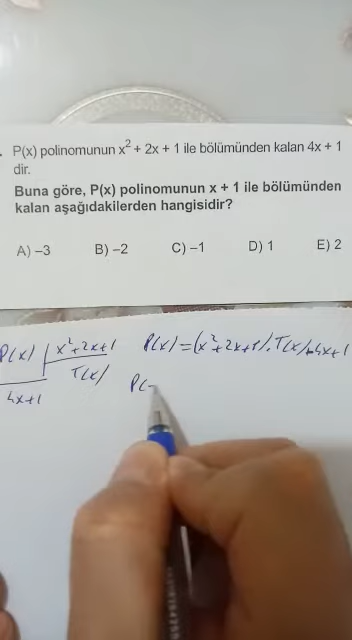 . P(x) polinomunun x² + 2x + 1 ile bölümünden kalan 4x + 1
dir.
Buna göre, P(x) polinomunun x + 1 ile bölümünden
kalan aşağıdakilerden hangisidir?
A) –3 B) –2 C) –1 D) 1 E) 2
P(x) x²+2x+1 P(x)=(x²+2x+1).T(x)+4x+1
T(x) P(-
4x+1